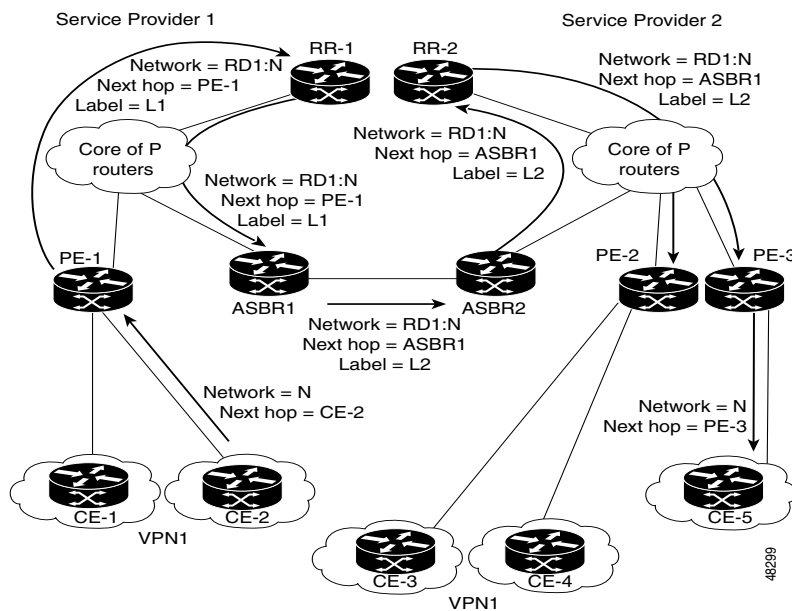 Service Provider 1
Service Provider 2
RR-1
RR-2
Network = RD1:N
Next hop = PE-1
Label = L1
Network = RD1:N
Next hop = ASBR1
Label = L2
Network = RD1:N
Next hop = ASBR1
Label = L2
Core of P
routers
Core of P
routers
Network = RD1:N
Next hop = PE-1
Label = L1
PE-1
PE-2
PE-3
ASBR1
ASBR2
Network = RD1:N
Next hop = ASBR1
Label = L2
Network = N
Next hop = CE-2
Network = N
Next hop = PE-3
CE-1
CE-2
CE-5
VPN1
CE-3
CE-4
VPN1
48299